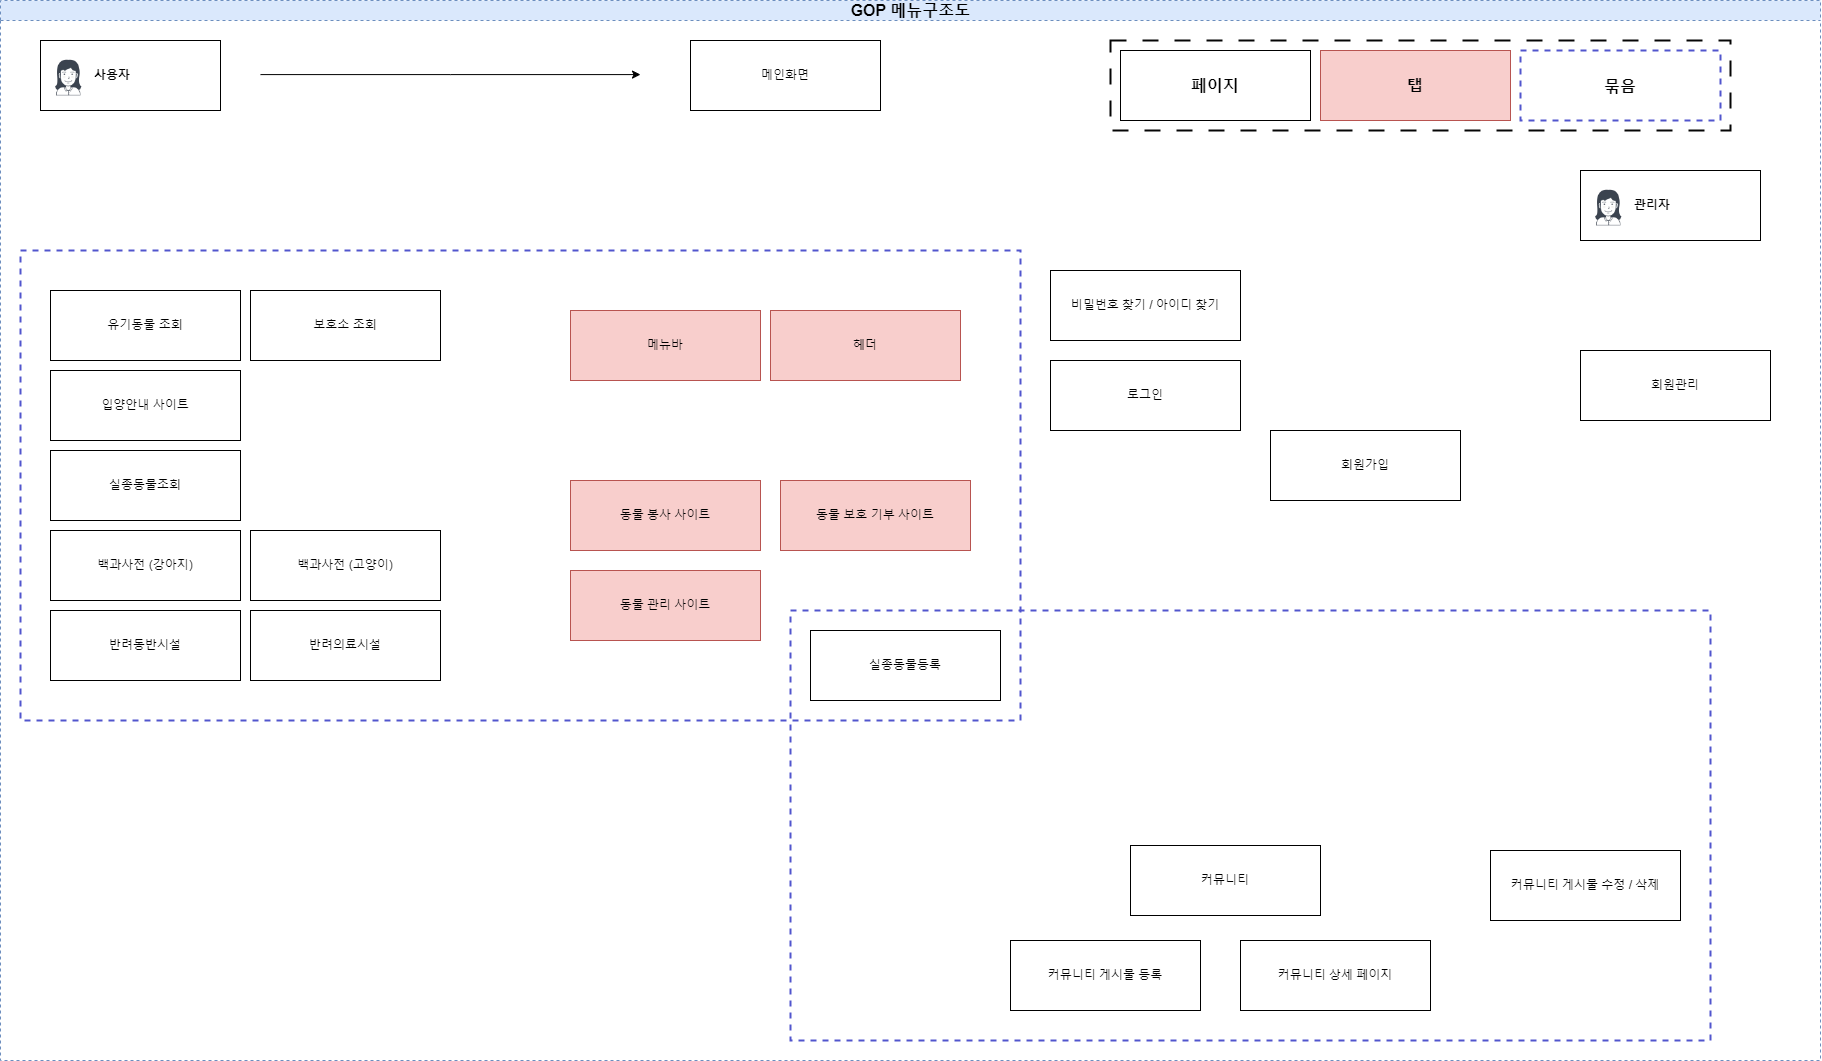 GOP 메뉴구조도
사용자
메인화면
페이지
탭
묶음
관리자
유기동물 조회
보호소 조회
입양안내 사이트
실종동물조회
백과사전 (강아지)
백과사전 (고양이)
반려동반시설
반려의료시설
메뉴바
헤더
동물 봉사 사이트
동물 보호 기부 사이트
동물 관리 사이트
비밀번호 찾기 / 아이디 찾기
로그인
회원가입
회원관리
실종동물등록
커뮤니티
커뮤니티 게시물 수정 / 삭제
커뮤니티 게시물 등록
커뮤니티 상세 페이지